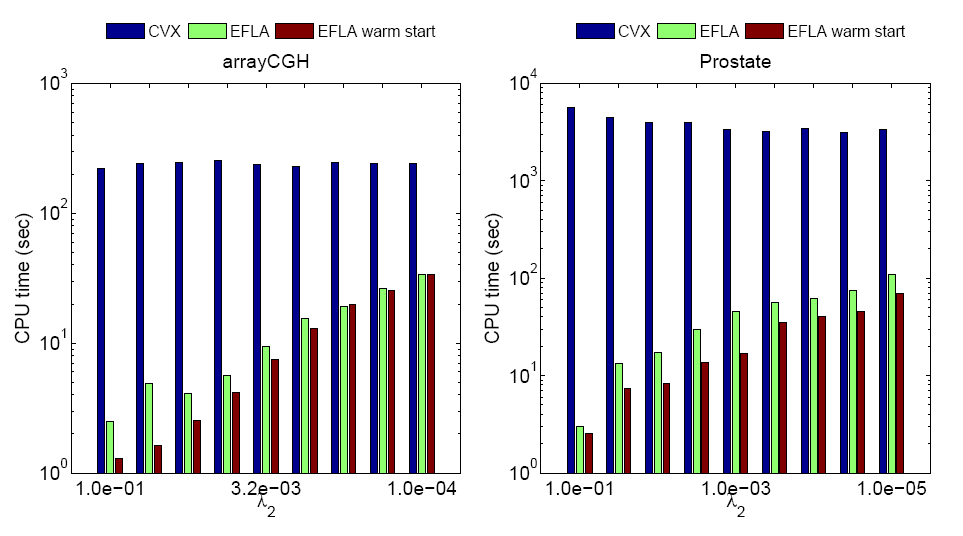 CVX EFLA EFLA warm start
arrayCGH
10^3
10^2
10^1
10^0
CPU time (sec)
1.0e−01 3.2e−03 1.0e−04
λ_2
CVX EFLA EFLA warm start
Prostate
10^4
10^3
10^2
10^1
10^0
CPU time (sec)
1.0e−01 1.0e−03 1.0e−05
λ_2